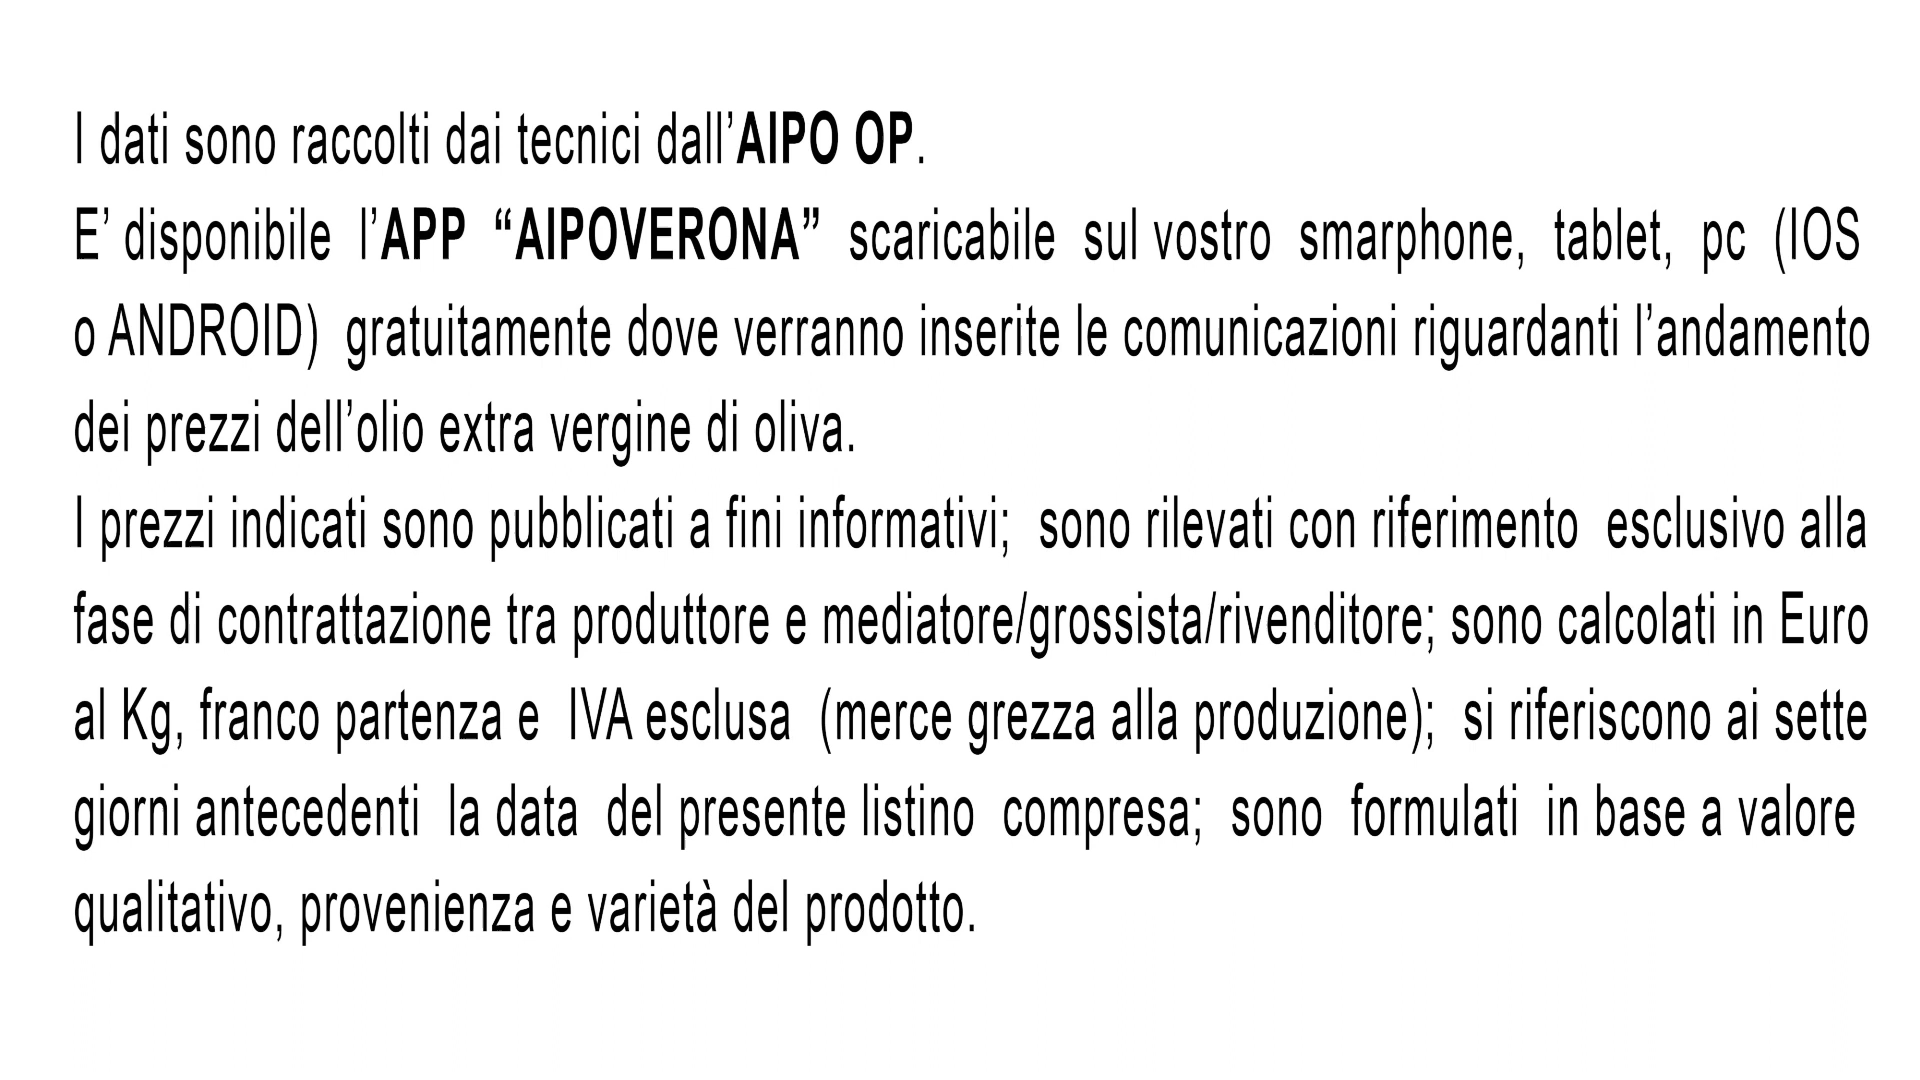 I dati sono raccolti dai tecnici dall’AIPO OP.
E’ disponibile l’APP “AIPOVERONA” scaricabile sul vostro smarphone, tablet, pc (IOS
o ANDROID) gratuitamente dove verranno inserite le comunicazioni riguardanti l’andamento
dei prezzi dell’olio extra vergine di oliva.
I prezzi indicati sono pubblicati a fini informativi; sono rilevati con riferimento esclusivo alla
fase di contrattazione tra produttore e mediatore/grossista/rivenditore; sono calcolati in Euro
al Kg, franco partenza e IVA esclusa (merce grezza alla produzione); si riferiscono ai sette
giorni antecedenti la data del presente listino compresa; sono formulati in base a valore
qualitativo, provenienza e varietà del prodotto.